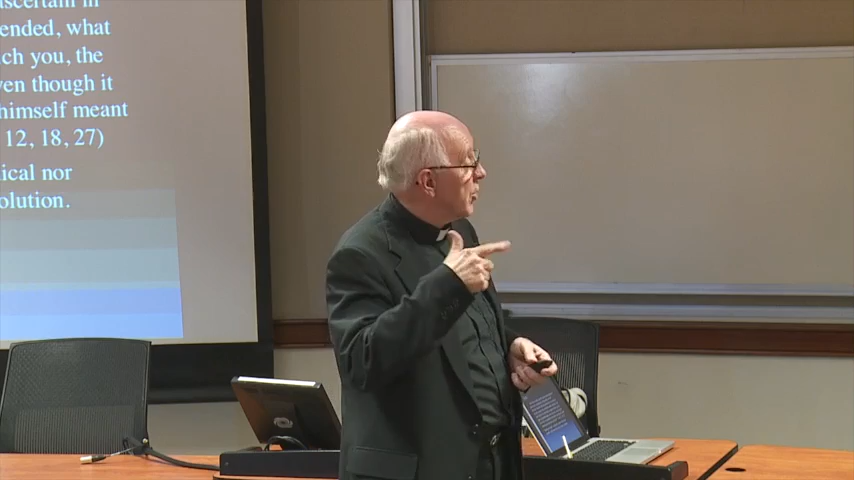 ascertain in
ended, what
ch you, the
ven though it
himself meant
12, 18, 27)
ical nor
olution.